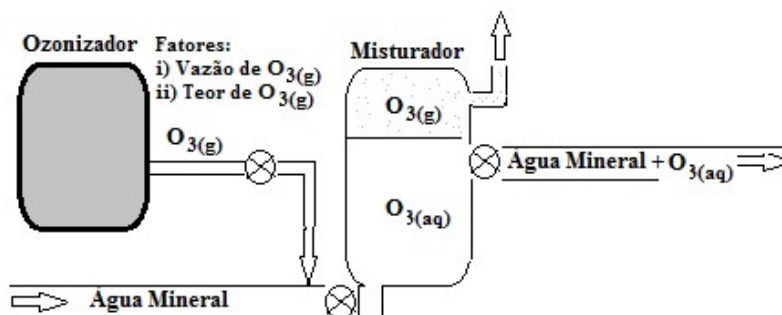 Ozonizador
Fatores:
i) Vazão de O3(g)
ii) Teor de O3(g)
O3(g)
Misturador
O3(g)
O3(aq)
Água Mineral + O3(aq)
Água Mineral